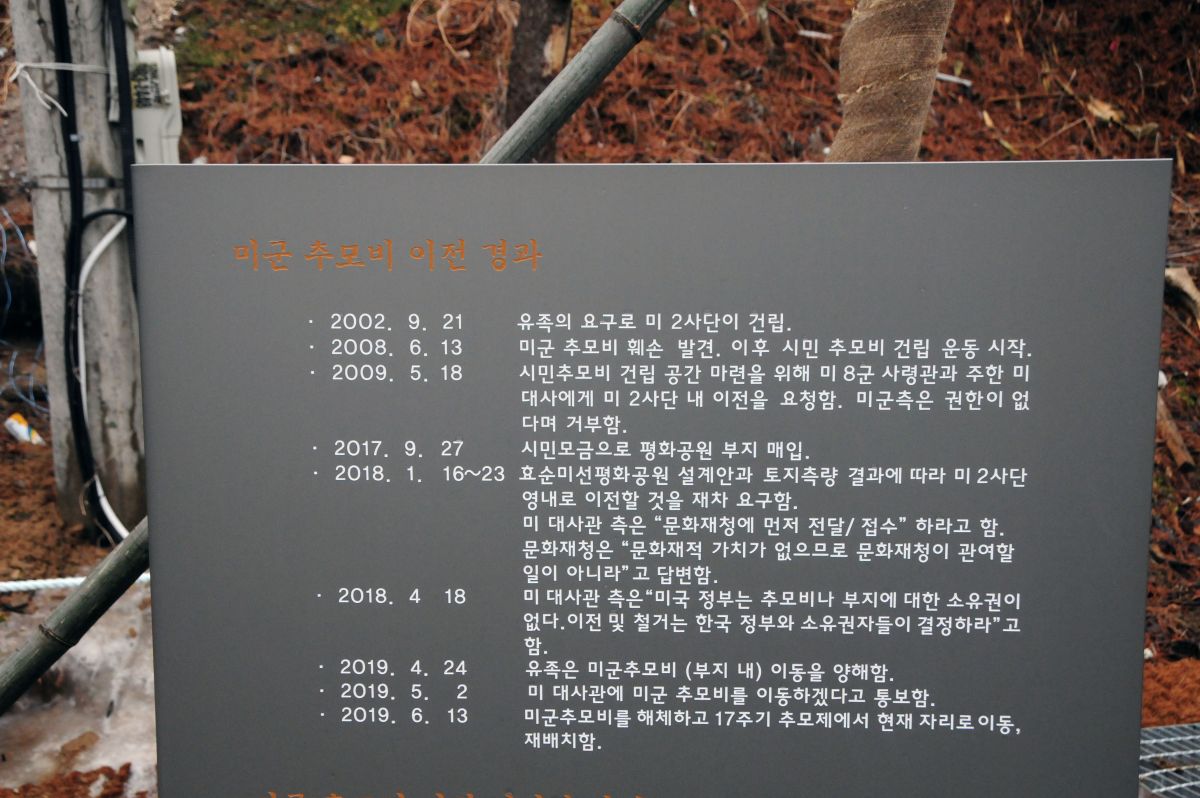 미군 추모비 이전 경과
· 2002. 9. 21 유족의 요구로 미 2사단이 건립.
· 2008. 6. 13 미군 추모비 훼손 발견. 이후 시민 추모비 건립 운동 시작.
· 2009. 5. 18 시민추모비 건립 공간 마련을 위해 미 8군 사령관과 주한 미
대사에게 미 2사단 내 이전을 요청함. 미군측은 권한이 없
다며 거부함.
· 2017. 9. 27 시민모금으로 평화공원 부지 매입.
· 2018. 1. 16~23 효순미선평화공원 설계안과 토지측량 결과에 따라 미 2사단
영내로 이전할 것을 재차 요구함.
미 대사관 측은 “문화재청에 먼저 전달/ 접수” 하라고 함.
문화재청은 “문화재적 가치가 없으므로 문화재청이 관여할
일이 아니라”고 답변함.
· 2018. 4 18 미 대사관 측은“미국 정부는 추모비나 부지에 대한 소유권이
없다.이전 및 철거는 한국 정부와 소유권자들이 결정하라”고
함.
· 2019. 4. 24 유족은 미군추모비 (부지 내) 이동을 양해함.
· 2019. 5. 2 미 대사관에 미군 추모비를 이동하겠다고 통보함.
· 2019. 6. 13 미군추모비를 해체하고 17주기 추모제에서 현재 자리로 이동,
재배치함.